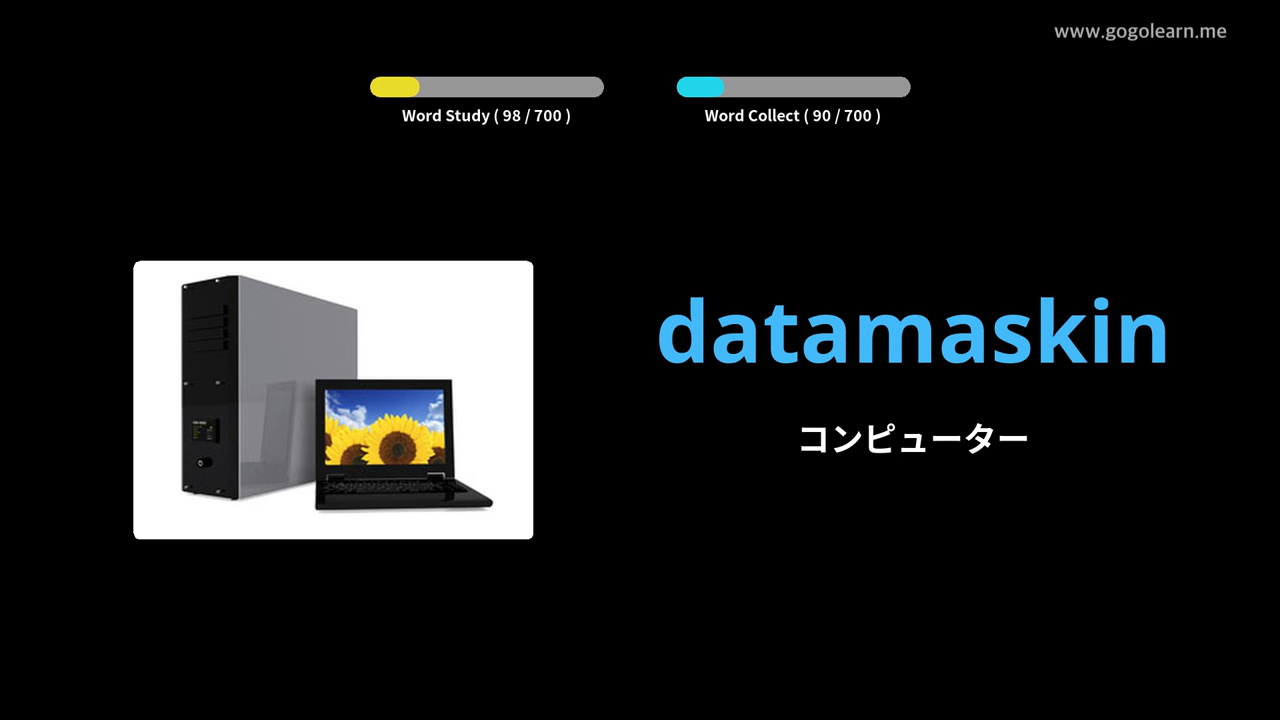 www.gogolearn.me
Word Study ( 98 / 700 )
Word Collect ( 90 / 700 )
datamaskin
コンピューター